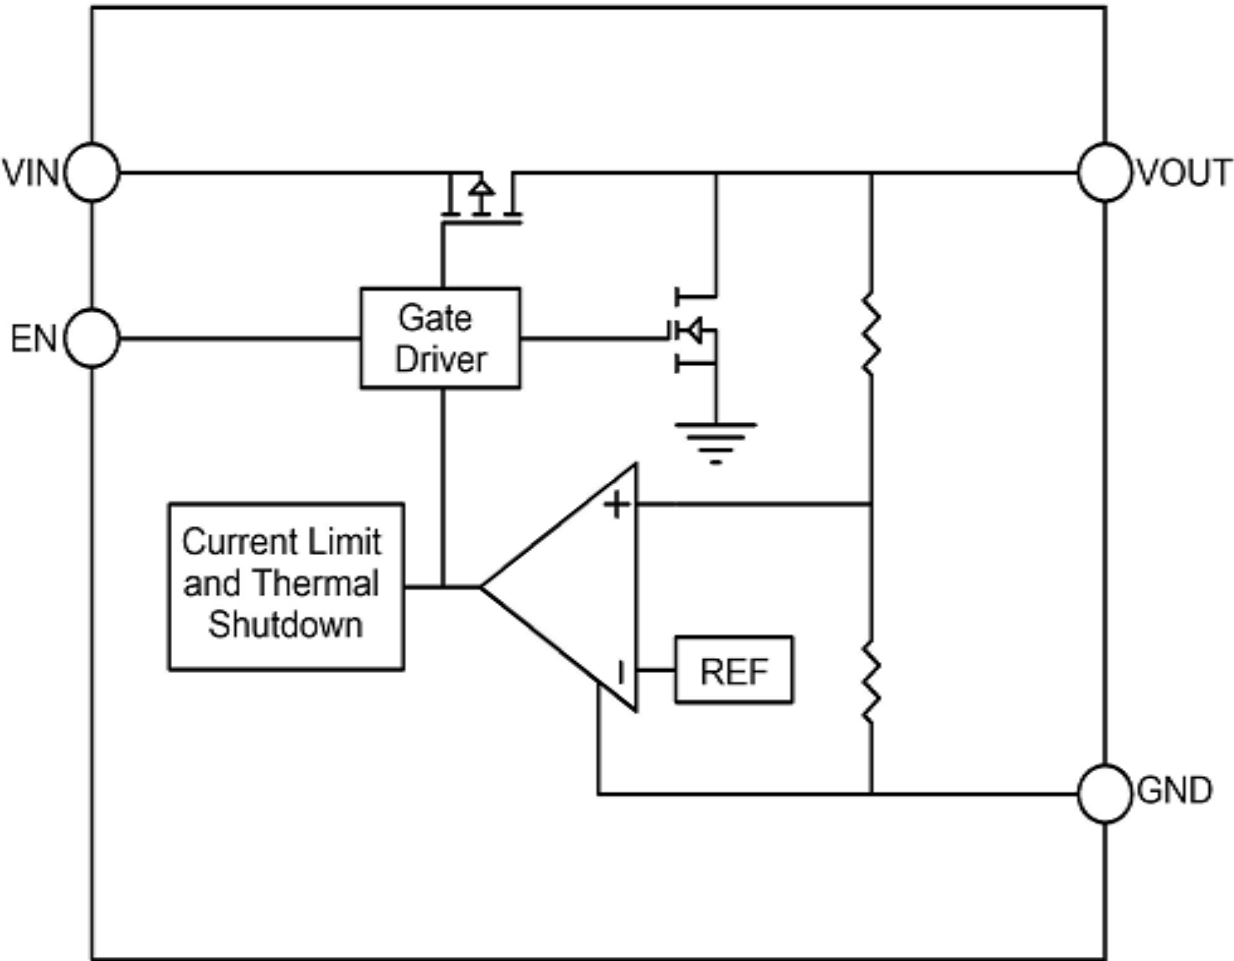 VIN
VOUT
EN
Gate
Driver
+
Current Limit
and Thermal
Shutdown
–
REF
GND